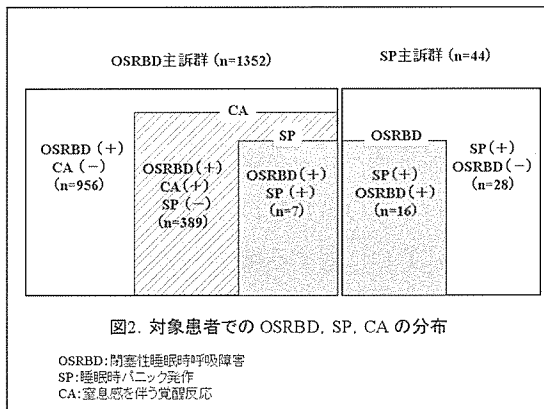 OSRBD主訴群 (n=1352)
SP主訴群 (n=44)
CA
SP
OSRBD
OSRBD (+)
CA (-)
(n=956)
OSRBD(+)
CA(+)
SP (-)
(n=389)
OSRBD(+)
SP(+)
(n=7)
SP(+)
OSRBD(+)
(n=16)
SP(+)
OSRBD(-)
(n=28)
図2. 対象患者での OSRBD, SP, CA の分布
OSRBD:閉塞性睡眠時呼吸障害
SP:睡眠時パニック発作
CA:窒息感を伴う覚醒反応